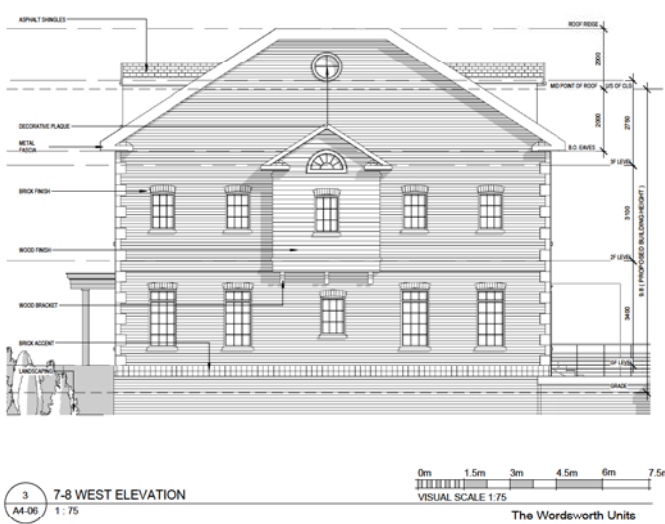 ASPHALT SHINGLES
ROOF RIDGE
2000
MID POINT OF ROOF
U/S OF CLG
2000
2750
DECORATIVE PLAQUE
METAL
FASCIA
B.O. EAVES
3F LEVEL
BRICK FINISH
3100
9.8 ( PROPOSED BUILDING HEIGHT )
WOOD FINISH
2F LEVEL
WOOD BRACKET
3400
BRICK ACCENT
GF LEVEL
LANDSCAPING
GRADE
3
A4-06
7-8 WEST ELEVATION
1 : 75
0m 1.5m 3m 4.5m 6m 7.5m
VISUAL SCALE 1:75
The Wordsworth Units